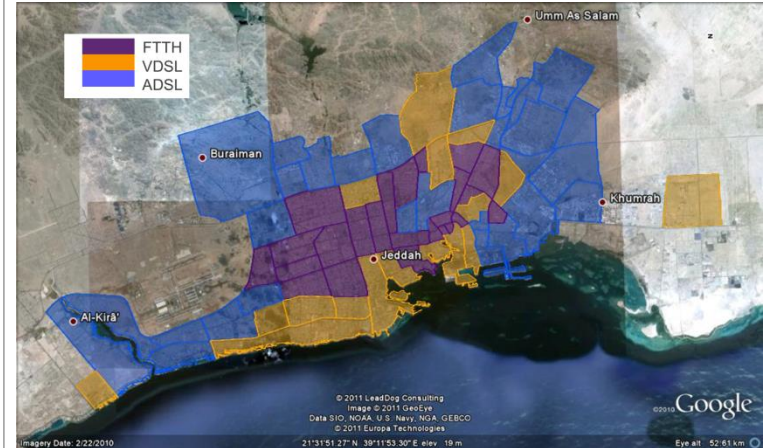 FTTH
VDSL
ADSL
Umm As Salam
N
Buraiman
Khumrah
Jeddah
Al-Kirā'
© 2011 LeadDog Consulting
Image © 2011 GeoEye
Data SIO, NOAA, U.S. Navy, NGA, GEBCO
© 2011 Europa Technologies
©2010 Google
Imagery Date: 2/22/2010 21°31'51.27" N 39°11'53.30" E elev 19 m Eye alt 52.61 km